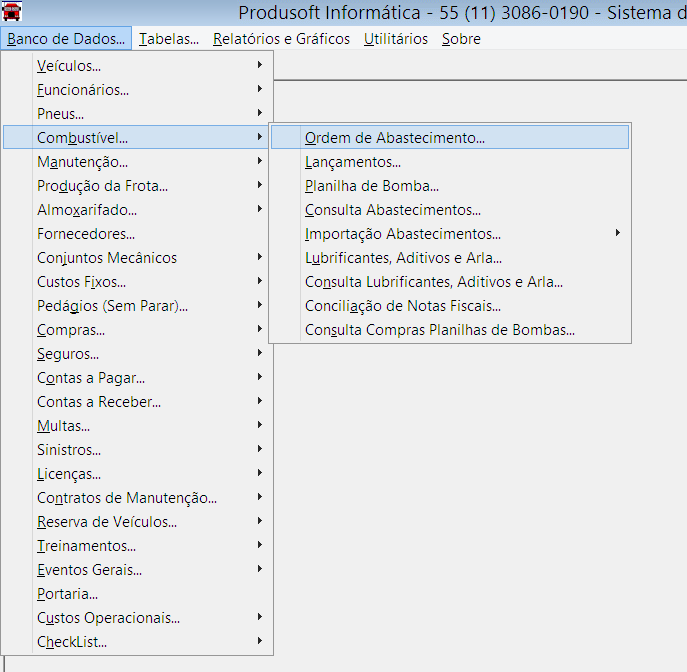 Produsoft Informática - 55 (11) 3086-0190 - Sistema d
Banco de Dados... Tabelas... Relatórios e Gráficos Utilitários Sobre
Veículos...
Funcionários...
Pneus...
Combustível...
Manutenção...
Produção da Frota...
Almoxarifado...
Fornecedores...
Conjuntos Mecânicos
Custos Fixos...
Pedágios (Sem Parar)...
Compras...
Seguros...
Contas a Pagar...
Contas a Receber...
Multas...
Sinistros...
Licenças...
Contratos de Manutenção...
Reserva de Veículos...
Treinamentos...
Eventos Gerais...
Portaria...
Custos Operacionais...
CheckList...
Ordem de Abastecimento...
Lançamentos...
Planilha de Bomba...
Consulta Abastecimentos...
Importação Abastecimentos...
Lubrificantes, Aditivos e Arla...
Consulta Lubrificantes, Aditivos e Arla...
Conciliação de Notas Fiscais...
Consulta Compras Planilhas de Bombas...